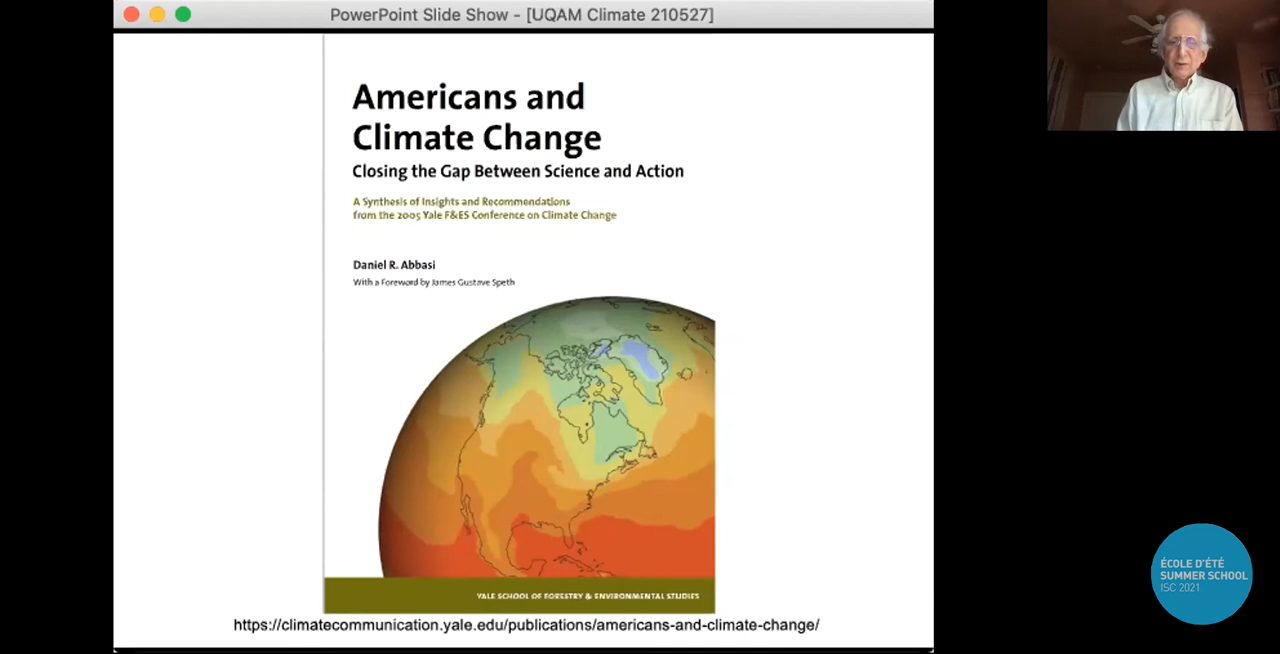 PowerPoint Slide Show - [UQAM Climate 210527]
Americans and
Climate Change
Closing the Gap Between Science and Action
A Synthesis of Insights and Recommendations
from the 2005 Yale F&ES Conference on Climate Change
Daniel R. Abbasi
With a Foreword by James Gustave Speth
YALE SCHOOL OF FORESTRY & ENVIRONMENTAL STUDIES
https://climatecommunication.yale.edu/publications/americans-and-climate-change/
ÉCOLE D'ÉTÉ
SUMMER SCHOOL
ISC 2021